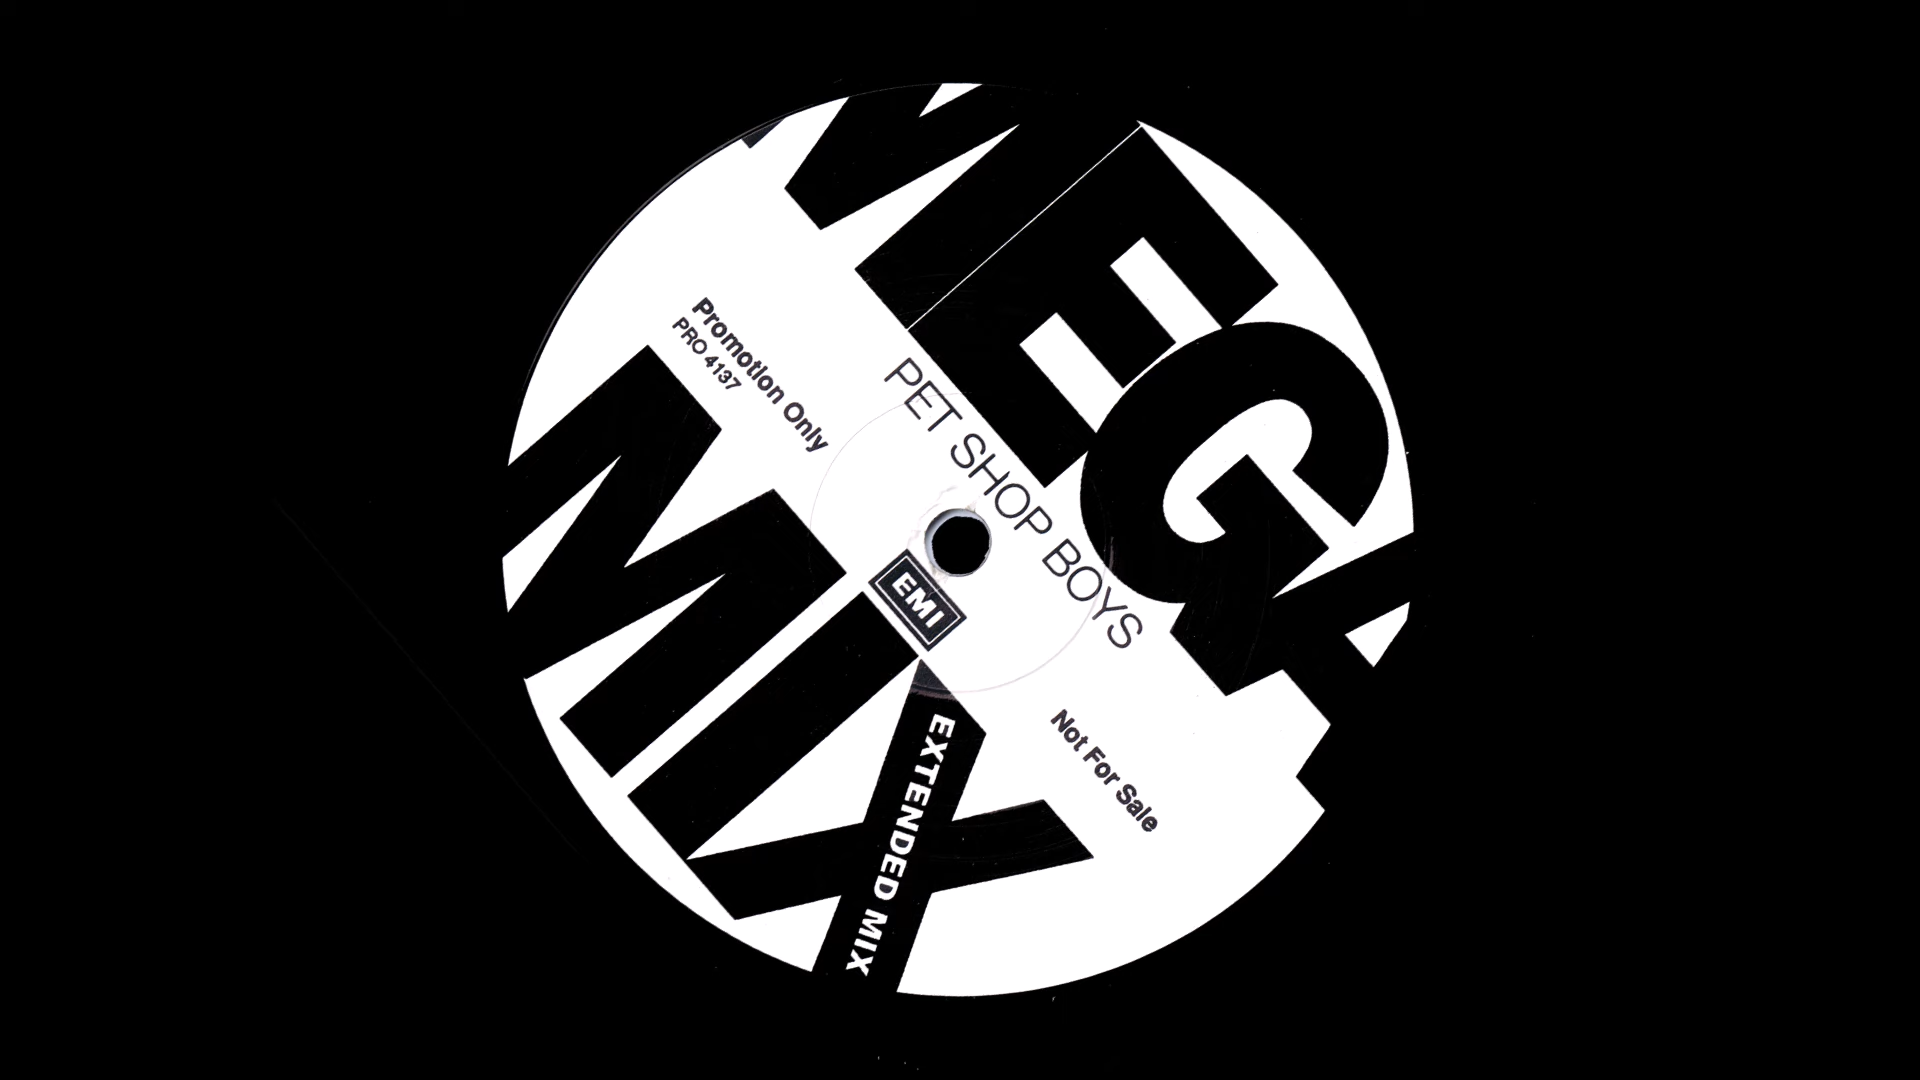 MEGA
PET SHOP BOYS
Promotion Only
PRO 4137
EMI
Not For Sale
MIX
EXTENDED MIX